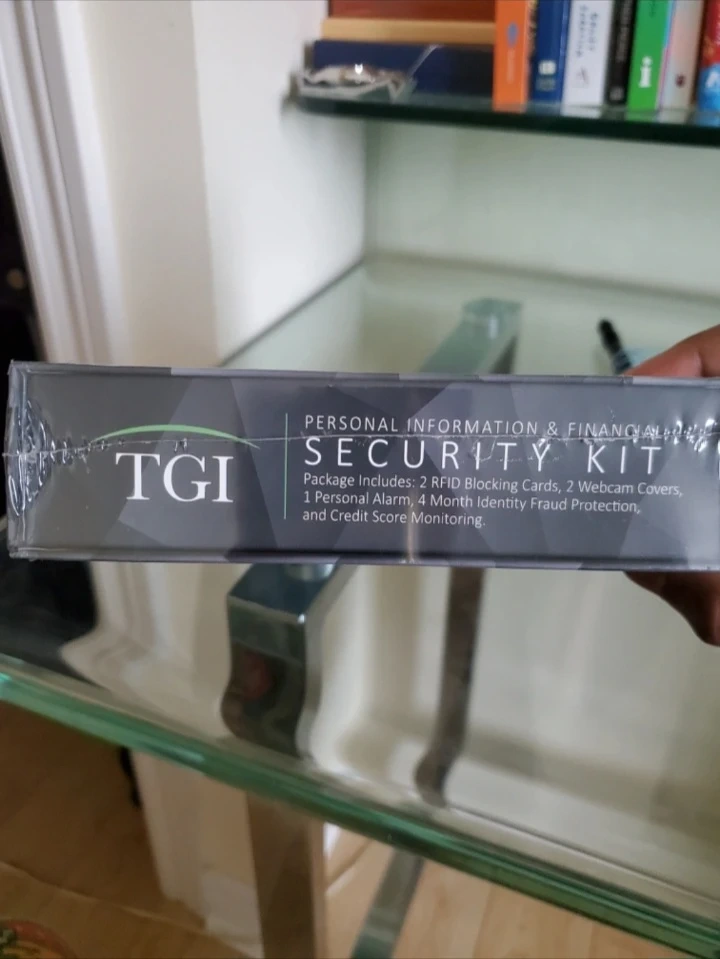 TGI
PERSONAL INFORMATION & FINANCIAL
SECURITY KIT
Package Includes: 2 RFID Blocking Cards, 2 Webcam Covers,
1 Personal Alarm, 4 Month Identity Fraud Protection,
and Credit Score Monitoring.